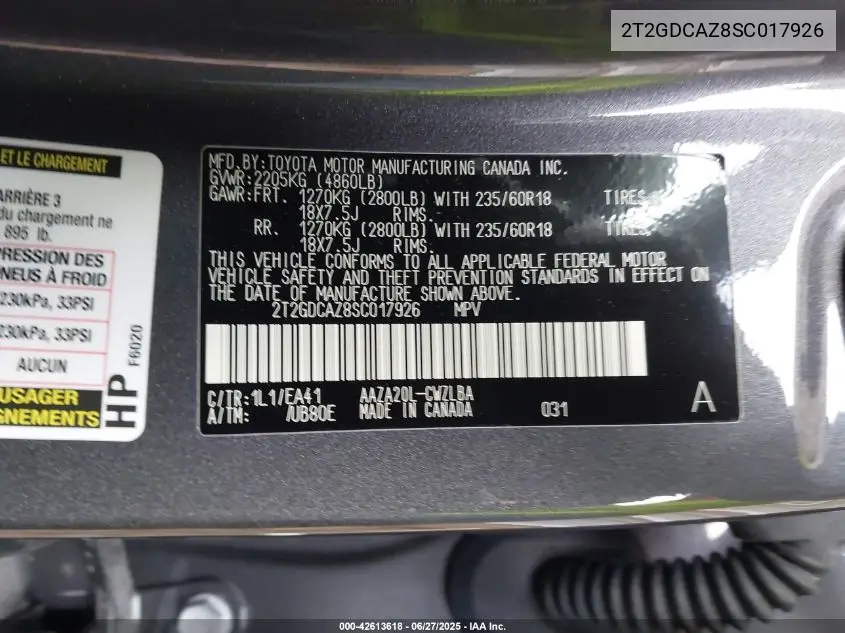 2T2GDCAZ8SC017926
ET LE CHARGEMENT
ARRIÈRE 3
du chargement ne
895 lb.
PRESSION DES
PNEUS À FROID
230kPa, 33PSI
230kPa, 33PSI
AUCUN
USAGER
GNEMENTS
HP
F6020
MFD.BY:TOYOTA MOTOR MANUFACTURING CANADA INC.
GVWR:2205KG (4860LB)
GAWR:FRT. 1270KG (2800LB) WITH 235/60R18 TIRES.
18X7.5J RIMS.
RR. 1270KG (2800LB) WITH 235/60R18 TIRES.
18X7.5J RIMS.
THIS VEHICLE CONFORMS TO ALL APPLICABLE FEDERAL MOTOR
VEHICLE SAFETY AND THEFT PREVENTION STANDARDS IN EFFECT ON
THE DATE OF MANUFACTURE SHOWN ABOVE.
2T2GDCAZ8SC017926 MPV
C/TR:1L1/EA41 AAZA20L-CWZLBA
A/TM: /UB80E MADE IN CANADA 031 A
000-42613618 - 06/27/2025 - IAA Inc.